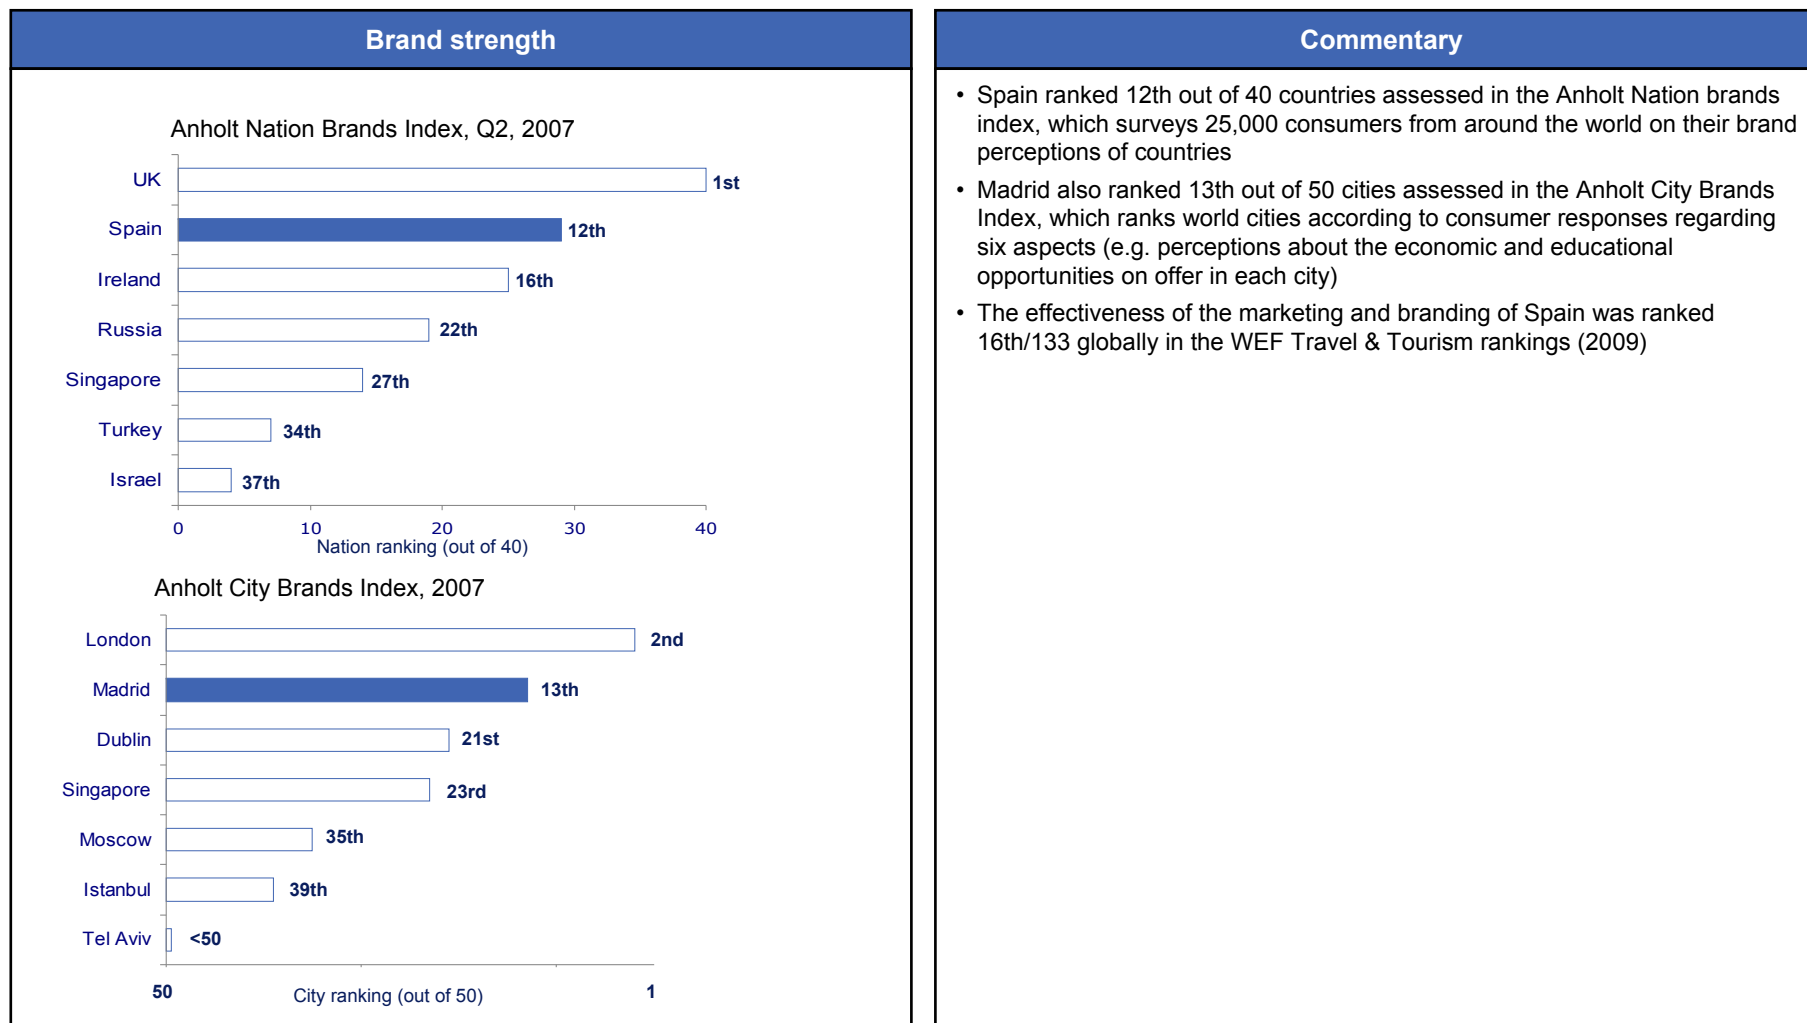 Brand strength
Anholt Nation Brands Index, Q2, 2007
UK
1st
Spain
12th
Ireland
16th
Russia
22th
Singapore
27th
Turkey
34th
Israel
37th
0 10 20 30 40
Nation ranking (out of 40)
Anholt City Brands Index, 2007
London
2nd
Madrid
13th
Dublin
21st
Singapore
23rd
Moscow
35th
Istanbul
39th
Tel Aviv
<50
50 City ranking (out of 50) 1
Commentary
• Spain ranked 12th out of 40 countries assessed in the Anholt Nation brands
index, which surveys 25,000 consumers from around the world on their brand
perceptions of countries
• Madrid also ranked 13th out of 50 cities assessed in the Anholt City Brands
Index, which ranks world cities according to consumer responses regarding
six aspects (e.g. perceptions about the economic and educational
opportunities on offer in each city)
• The effectiveness of the marketing and branding of Spain was ranked
16th/133 globally in the WEF Travel & Tourism rankings (2009)